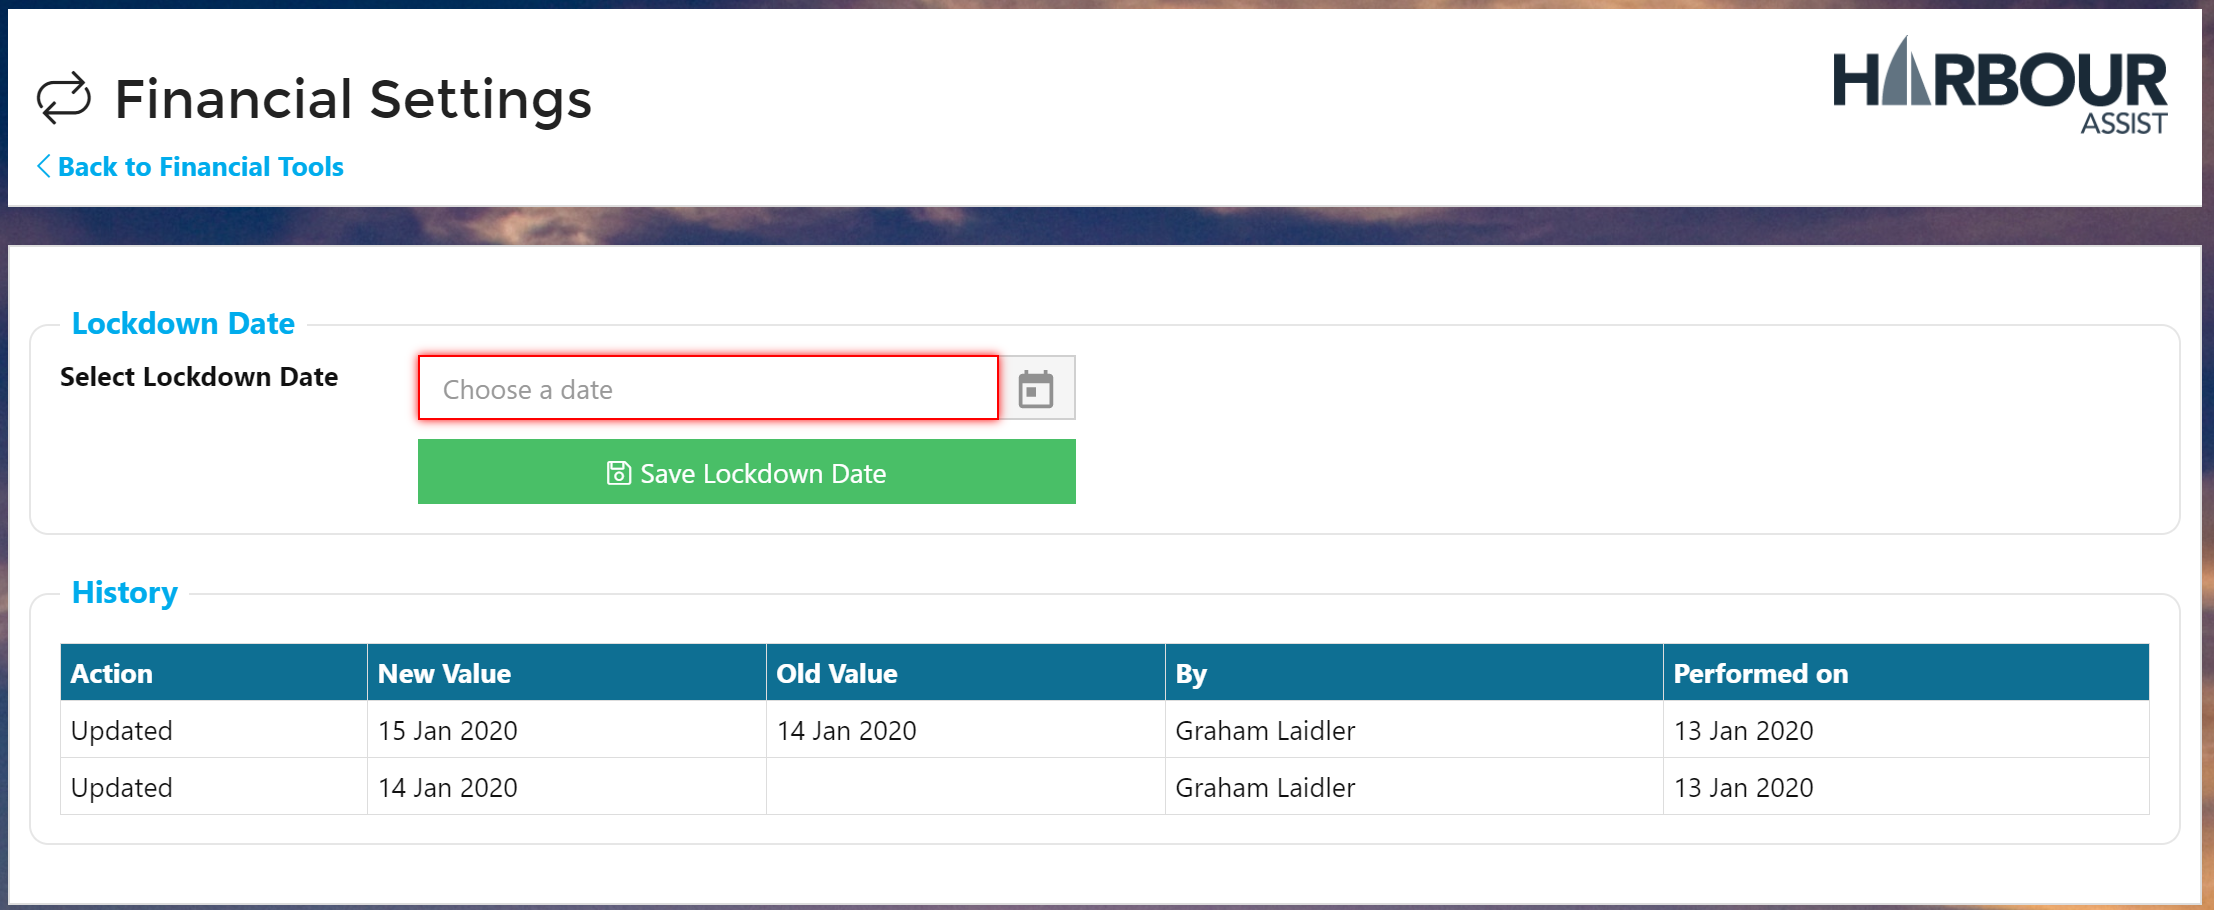 Financial Settings
HARBOUR
ASSIST
Back to Financial Tools
Lockdown Date
Select Lockdown Date
Choose a date
Save Lockdown Date
History
Action New Value Old Value By Performed on
Updated 15 Jan 2020 14 Jan 2020 Graham Laidler 13 Jan 2020
Updated 14 Jan 2020 Graham Laidler 13 Jan 2020